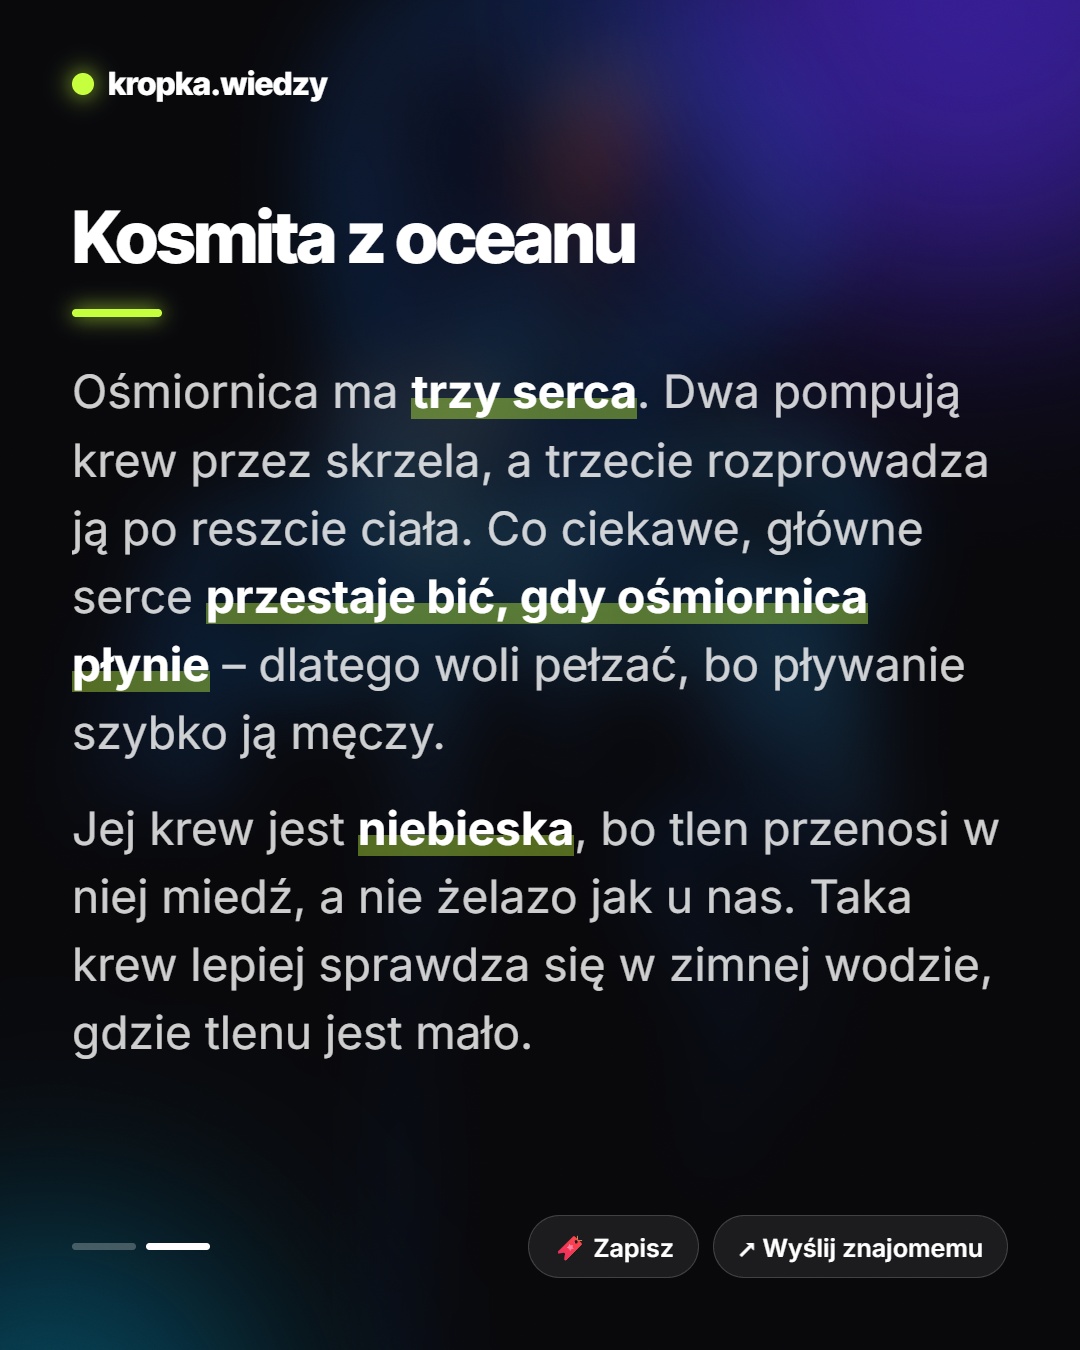 kropka.wiedzy
Kosmita z oceanu
Ośmiornica ma trzy serca. Dwa pompują
krew przez skrzela, a trzecie rozprowadza
ją po reszcie ciała. Co ciekawe, główne
serce przestaje bić, gdy ośmiornica
płynie – dlatego woli pełzać, bo pływanie
szybko ją męczy.
Jej krew jest niebieska, bo tlen przenosi w
niej miedź, a nie żelazo jak u nas. Taka
krew lepiej sprawdza się w zimnej wodzie,
gdzie tlenu jest mało.
Zapisz
↗ Wyślij znajomemu